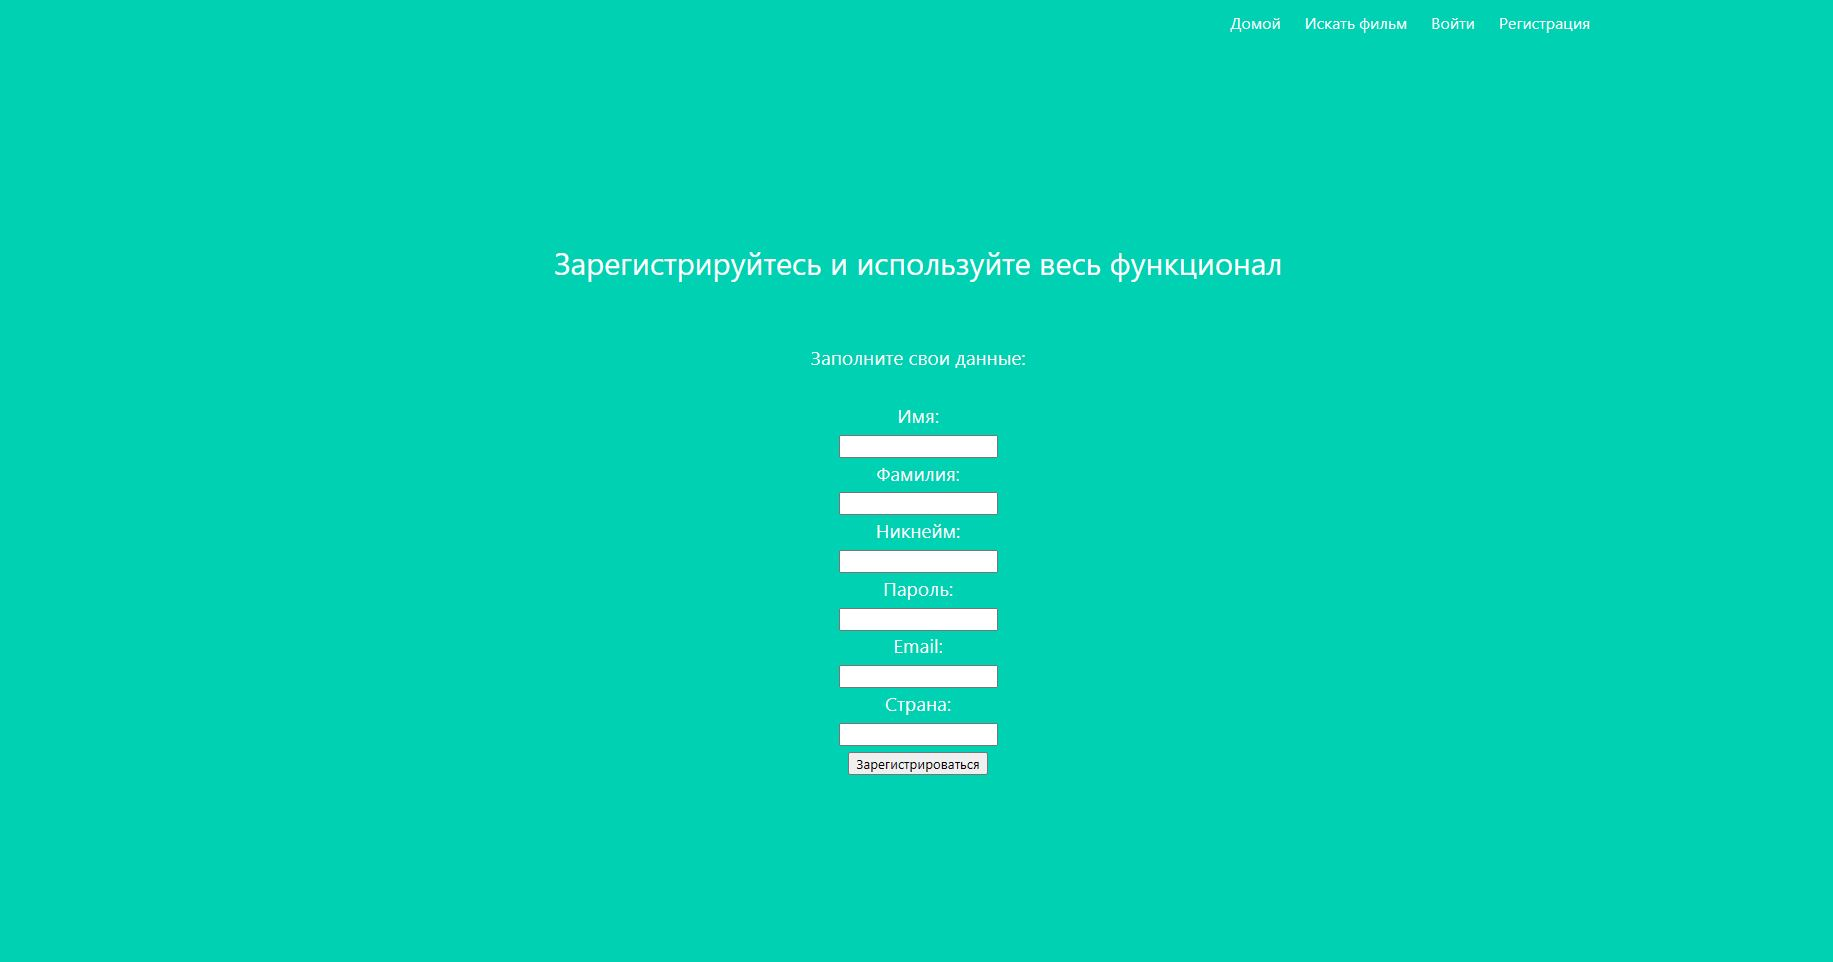 Домой Искать фильм Войти Регистрация
Зарегистрируйтесь и используйте весь функционал
Заполните свои данные:
Имя:
Фамилия:
Никнейм:
Пароль:
Email:
Страна:
Зарегистрироваться